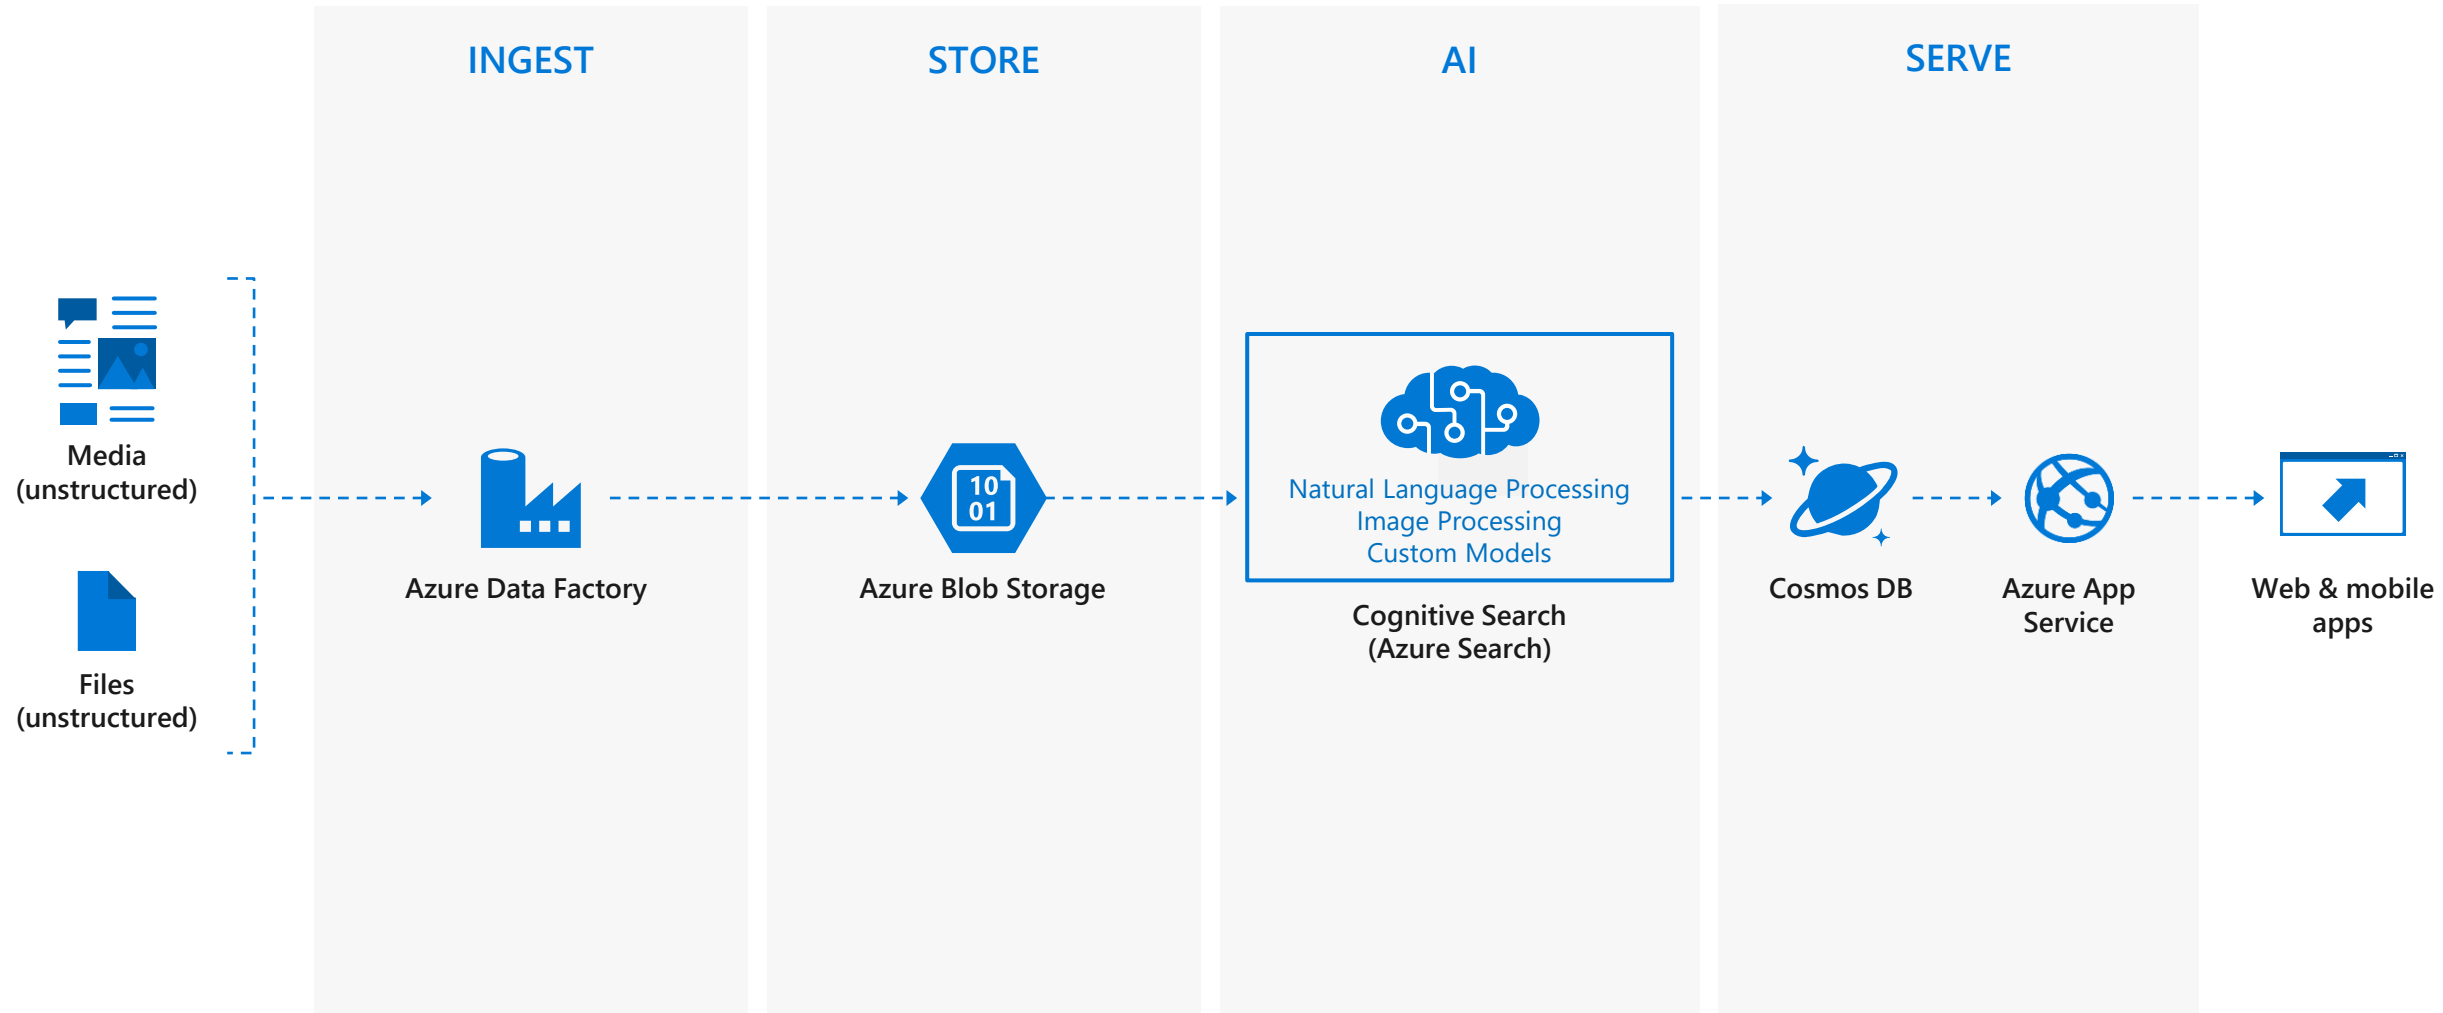 INGEST
STORE
AI
SERVE
Media
(unstructured)
Files
(unstructured)
Azure Data Factory
10
01
Azure Blob Storage
Natural Language Processing
Image Processing
Custom Models
Cognitive Search
(Azure Search)
Cosmos DB
Azure App
Service
Web & mobile
apps